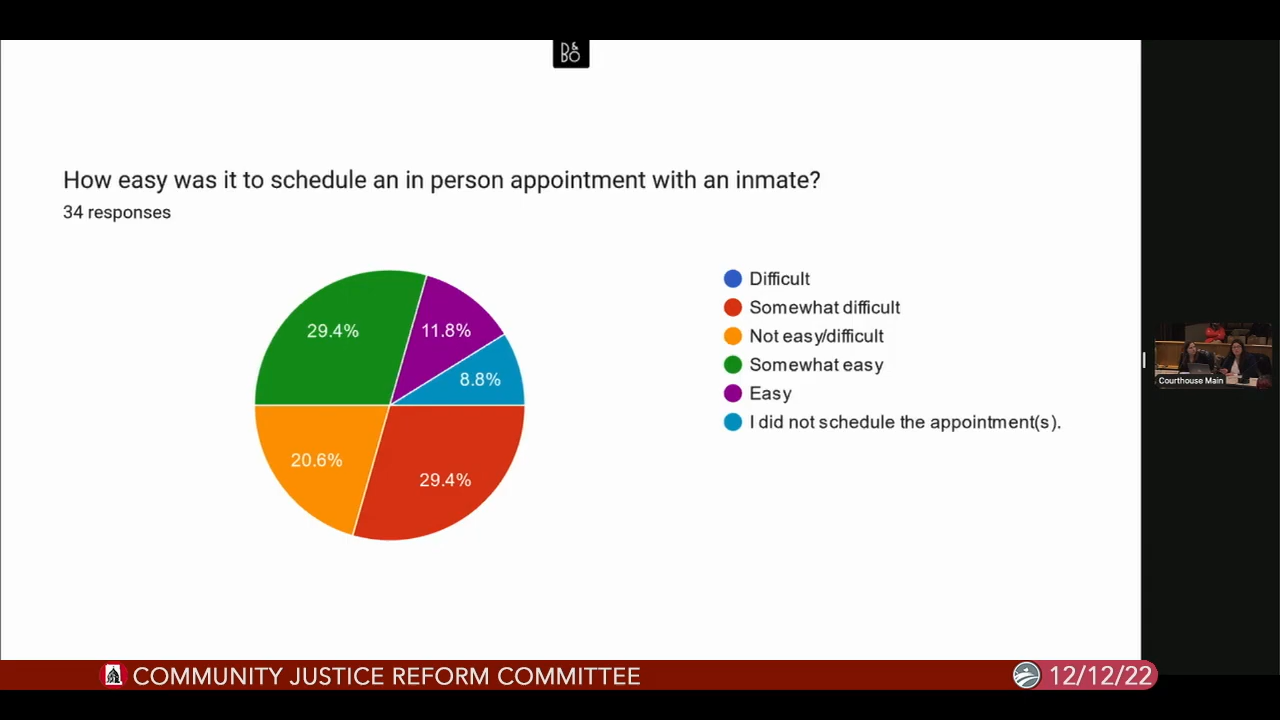 D&
BO
How easy was it to schedule an in person appointment with an inmate?
34 responses
29.4%
11.8%
8.8%
20.6%
29.4%
Difficult
Somewhat difficult
Not easy/difficult
Somewhat easy
Easy
I did not schedule the appointment(s).
Courthouse Main
COMMUNITY JUSTICE REFORM COMMITTEE
12/12/22